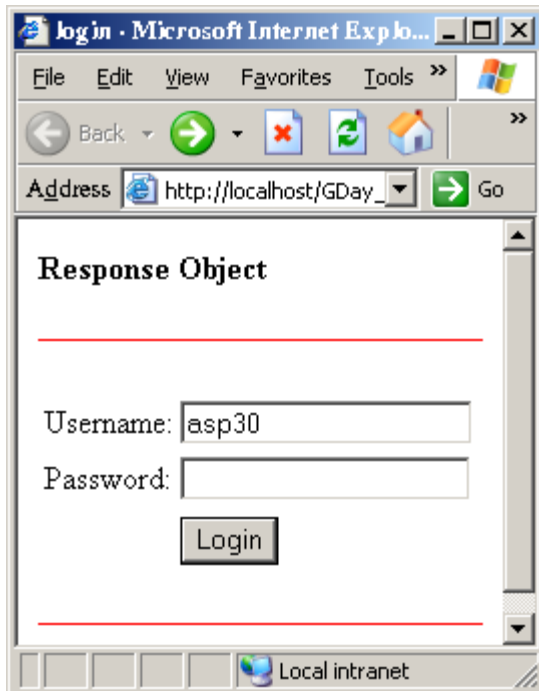 login - Microsoft Internet Explo...
File Edit View Favorites Tools »
Back »
Address http://localhost/GDay_ Go
Response Object
Username: asp30
Password:
Login
Local intranet